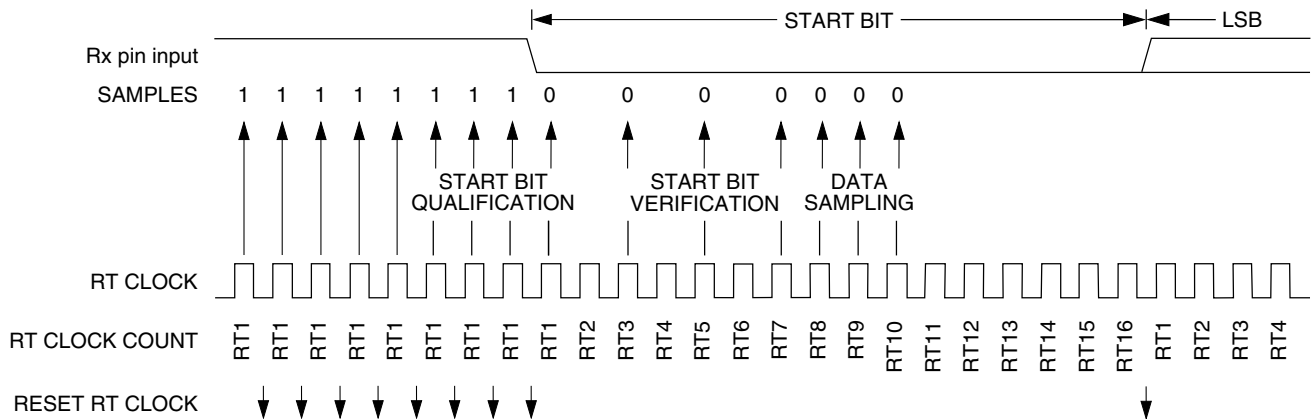 START BIT LSB
Rx pin input
SAMPLES 1 1 1 1 1 1 1 1 0 0 0 0 0 0 0
START BIT QUALIFICATION START BIT VERIFICATION DATA SAMPLING
RT CLOCK
RT CLOCK COUNT RT1 RT1 RT1 RT1 RT1 RT1 RT1 RT1 RT1 RT2 RT3 RT4 RT5 RT6 RT7 RT8 RT9 RT10 RT11 RT12 RT13 RT14 RT15 RT16 RT1 RT2 RT3 RT4
RESET RT CLOCK